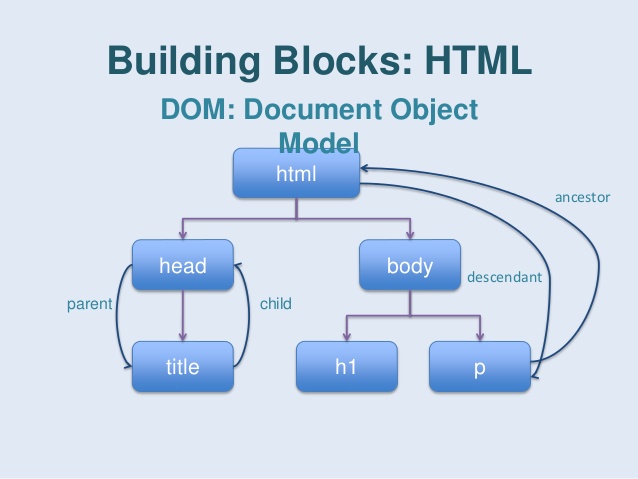 Building Blocks: HTML
DOM: Document Object
Model
html
ancestor
head
body
descendant
parent
child
title
h1
p